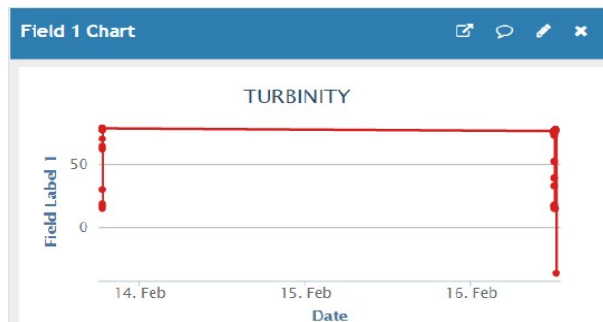 Field 1 Chart
TURBINITY
Field Label 1
50
0
14. Feb
15. Feb
16. Feb
Date